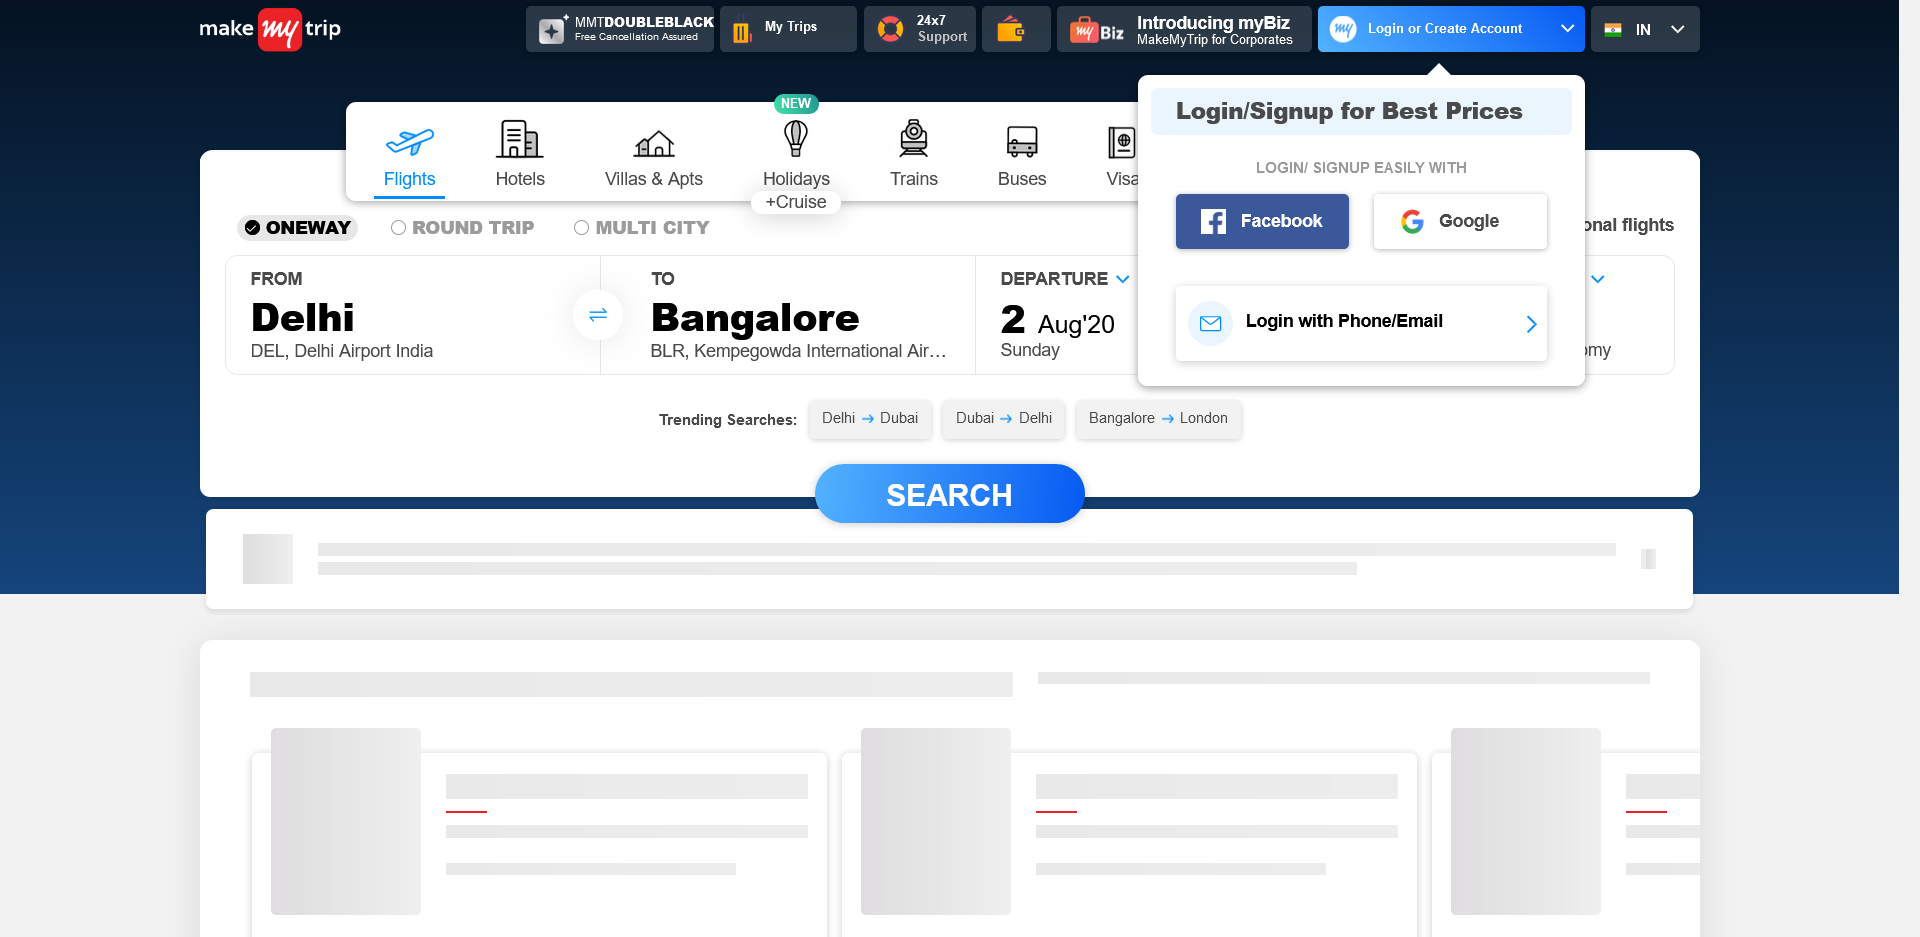 make my trip
MMTDOUBLEBLACK
Free Cancellation Assured
My Trips
24x7
Support
my Biz
Introducing myBiz
MakeMyTrip for Corporates
my
Login or Create Account
IN
Login/Signup for Best Prices
LOGIN/ SIGNUP EASILY WITH
Facebook
Google
Login with Phone/Email
NEW
Flights
Hotels
Villas & Apts
Holidays
+Cruise
Trains
Buses
Visa
ONEWAY
ROUND TRIP
MULTI CITY
onal flights
FROM
Delhi
DEL, Delhi Airport India
TO
Bangalore
BLR, Kempegowda International Air...
DEPARTURE
2 Aug'20
Sunday
omy
Trending Searches:
Delhi → Dubai
Dubai → Delhi
Bangalore → London
SEARCH